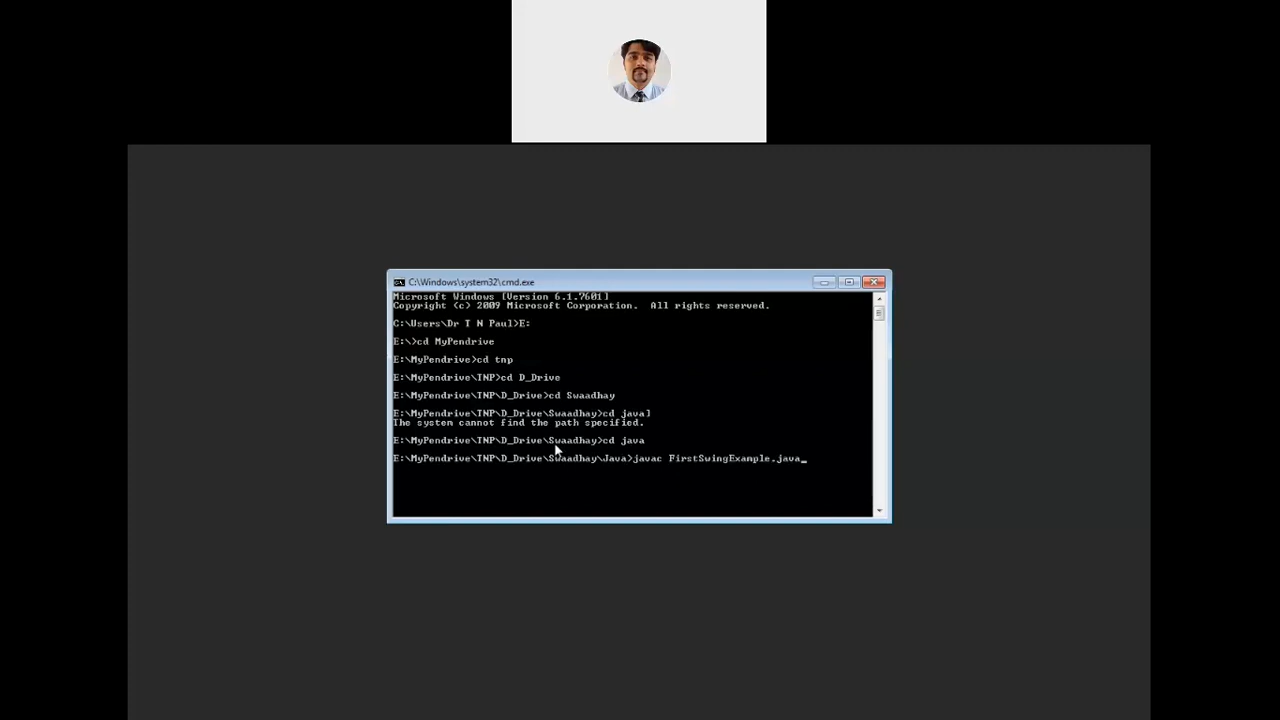 C:\Windows\system32\cmd.exe
Microsoft Windows [Version 6.1.7601]
Copyright (c) 2009 Microsoft Corporation.  All rights reserved.
C:\Users\Dr T N Paul>E:
E:\>cd MyPendrive
E:\MyPendrive>cd tnp
E:\MyPendrive\TNP>cd D_Drive
E:\MyPendrive\TNP\D_Drive>cd Swaadhay
E:\MyPendrive\TNP\D_Drive\Swaadhay>cd java]
The system cannot find the path specified.
E:\MyPendrive\TNP\D_Drive\Swaadhay>cd java
E:\MyPendrive\TNP\D_Drive\Swaadhay\Java>javac FirstSwingExample.java_